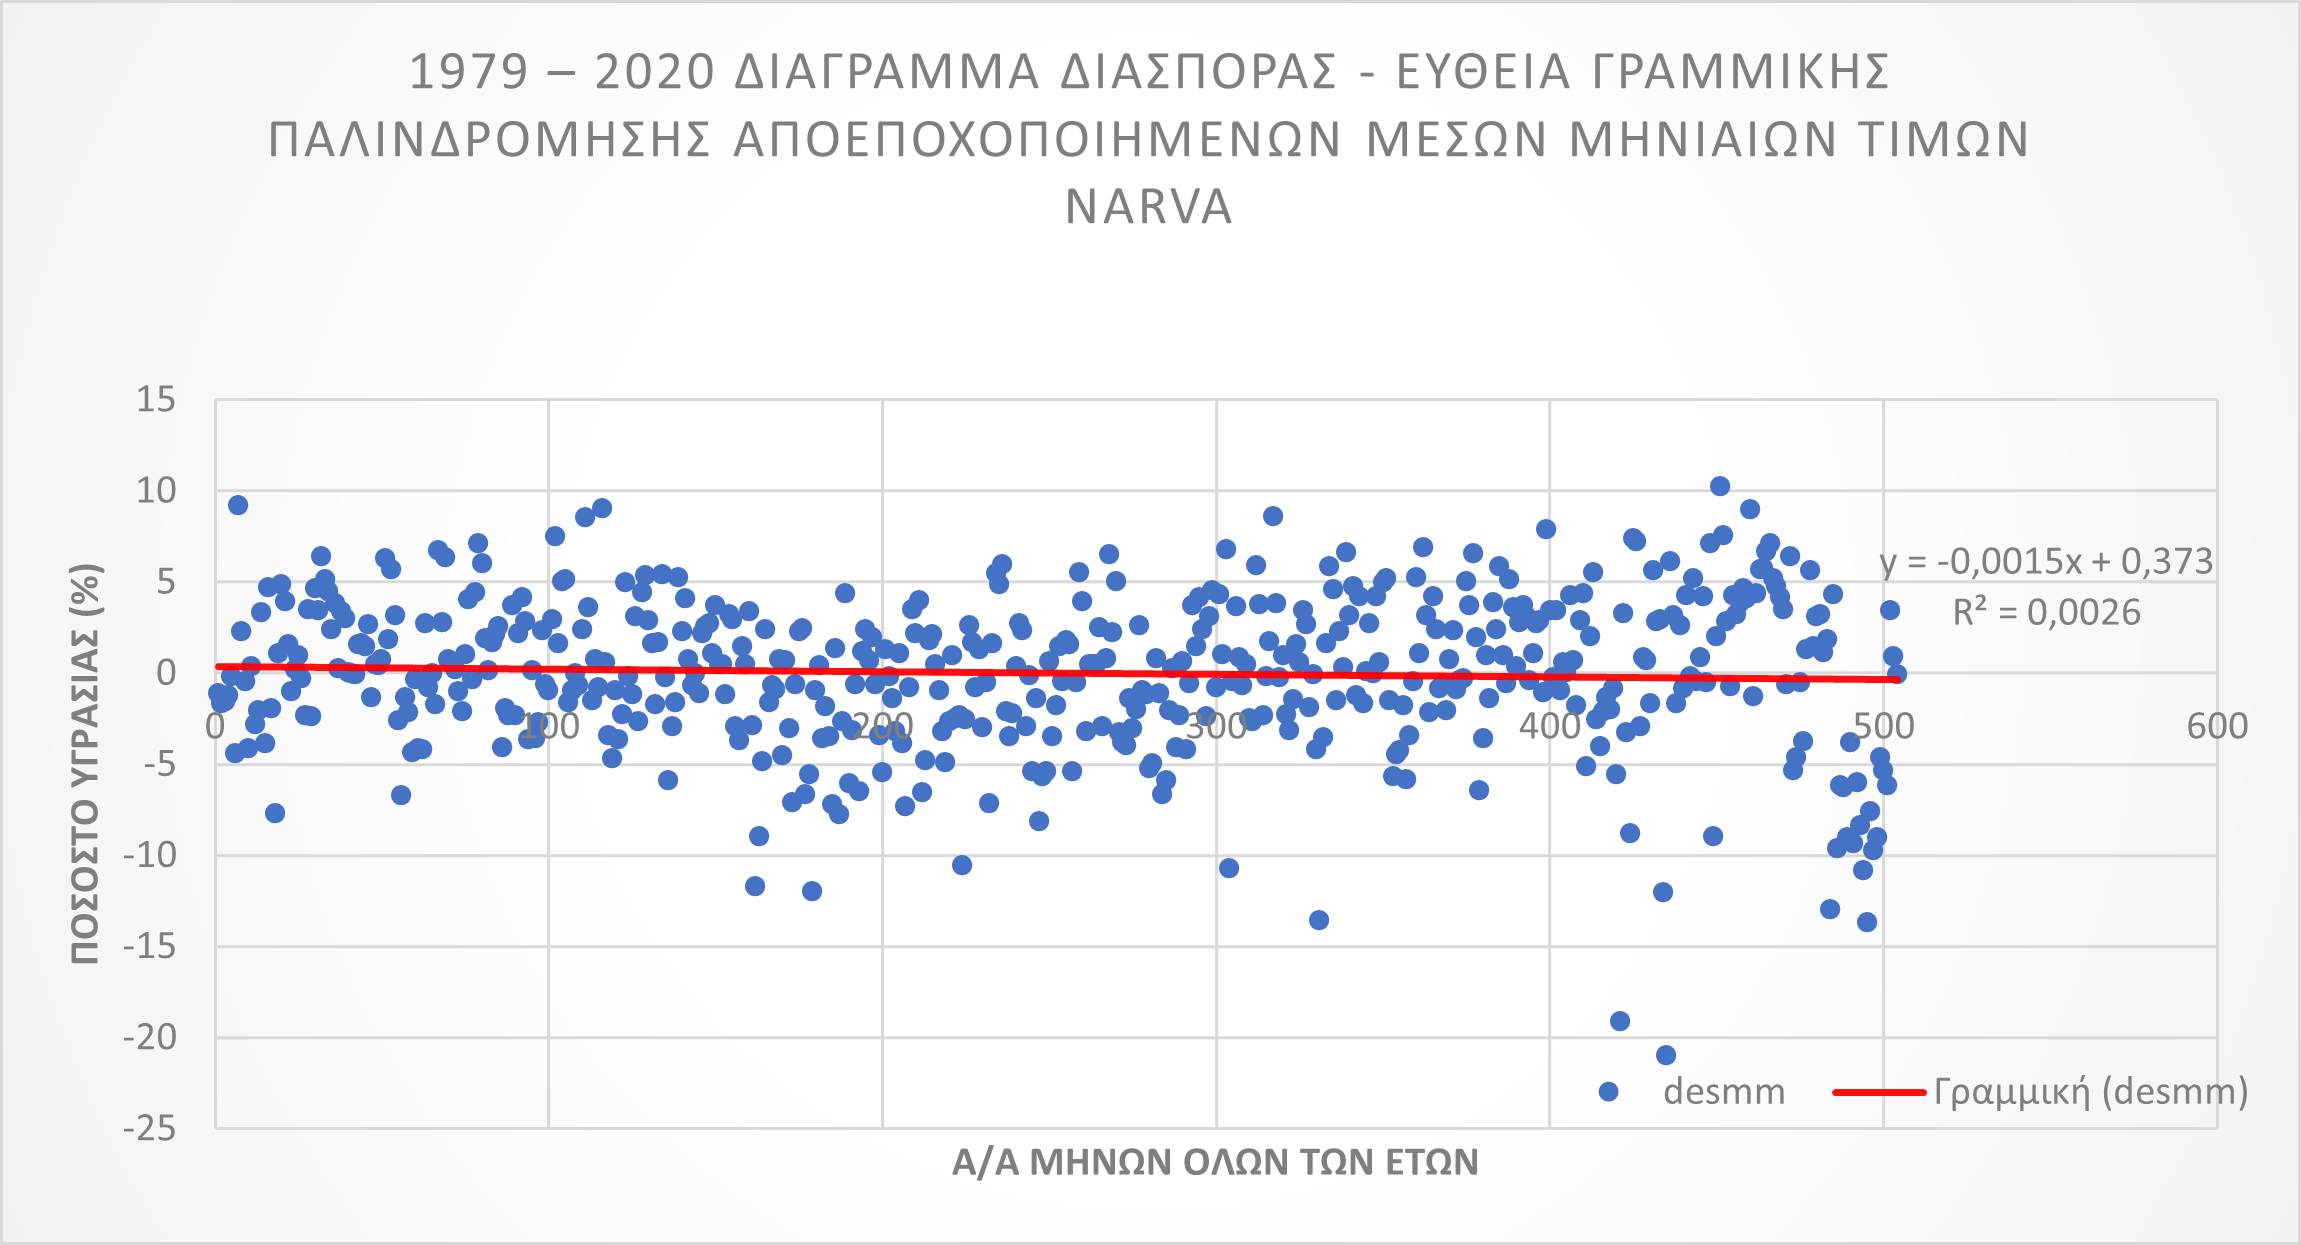 1979 – 2020 ΔΙΑΓΡΑΜΜΑ ΔΙΑΣΠΟΡΑΣ - ΕΥΘΕΙΑ ΓΡΑΜΜΙΚΗΣ
ΠΑΛΙΝΔΡΟΜΗΣΗΣ ΑΠΟΕΠΟΧΟΠΟΙΗΜΕΝΩΝ ΜΕΣΩΝ ΜΗΝΙΑΙΩΝ ΤΙΜΩΝ
NARVA
ΠΟΣΟΣΤΟ ΥΓΡΑΣΙΑΣ (%)
15
10
5
0
-5
-10
-15
-20
-25
0 100 200 300 400 500 600
y = -0,0015x + 0,373
R² = 0,0026
desmm Γραμμική (desmm)
Α/Α ΜΗΝΩΝ ΟΛΩΝ ΤΩΝ ΕΤΩΝ